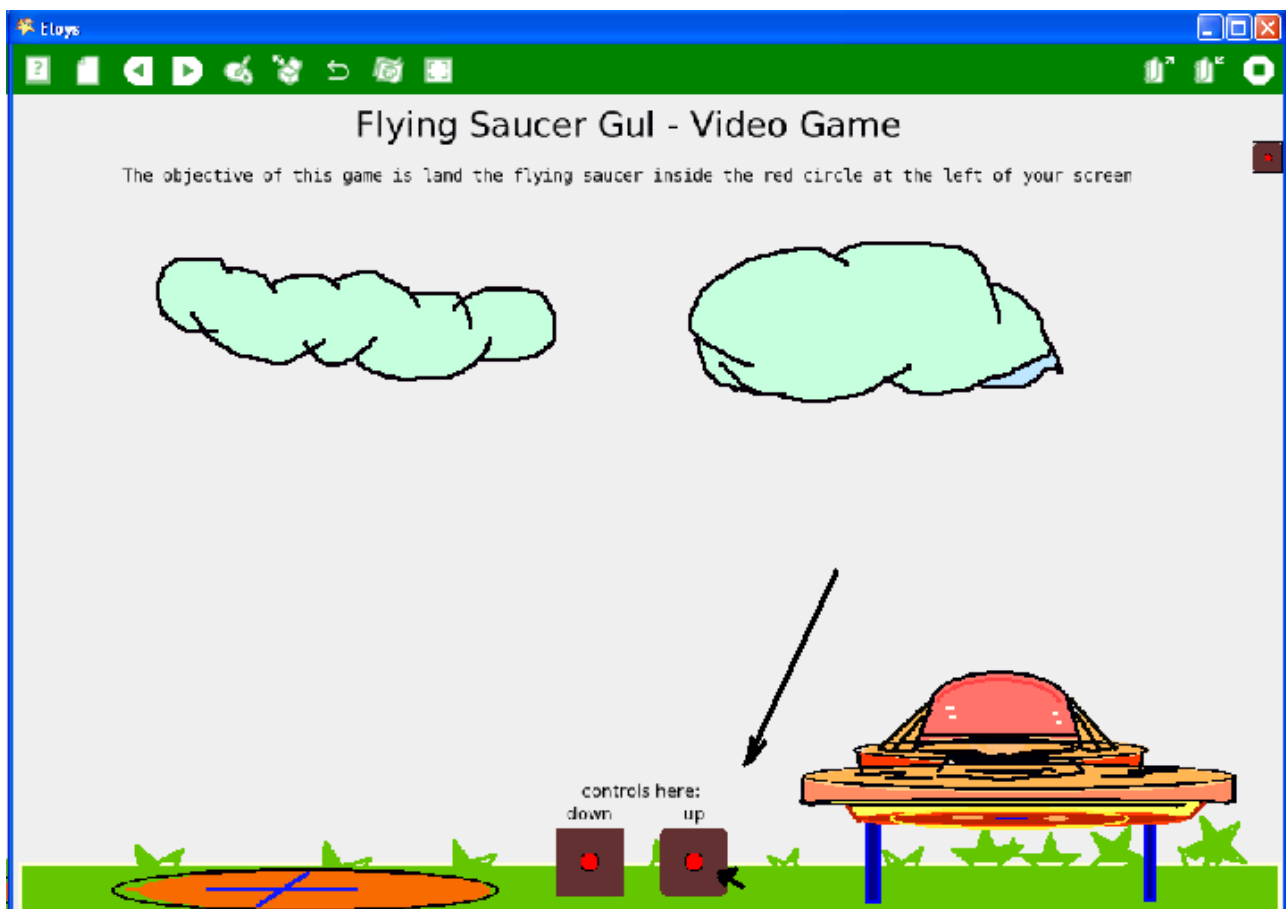 Etoys
Flying Saucer Gul - Video Game
The objective of this game is land the flying saucer inside the red circle at the left of your screen
controls here:
down up